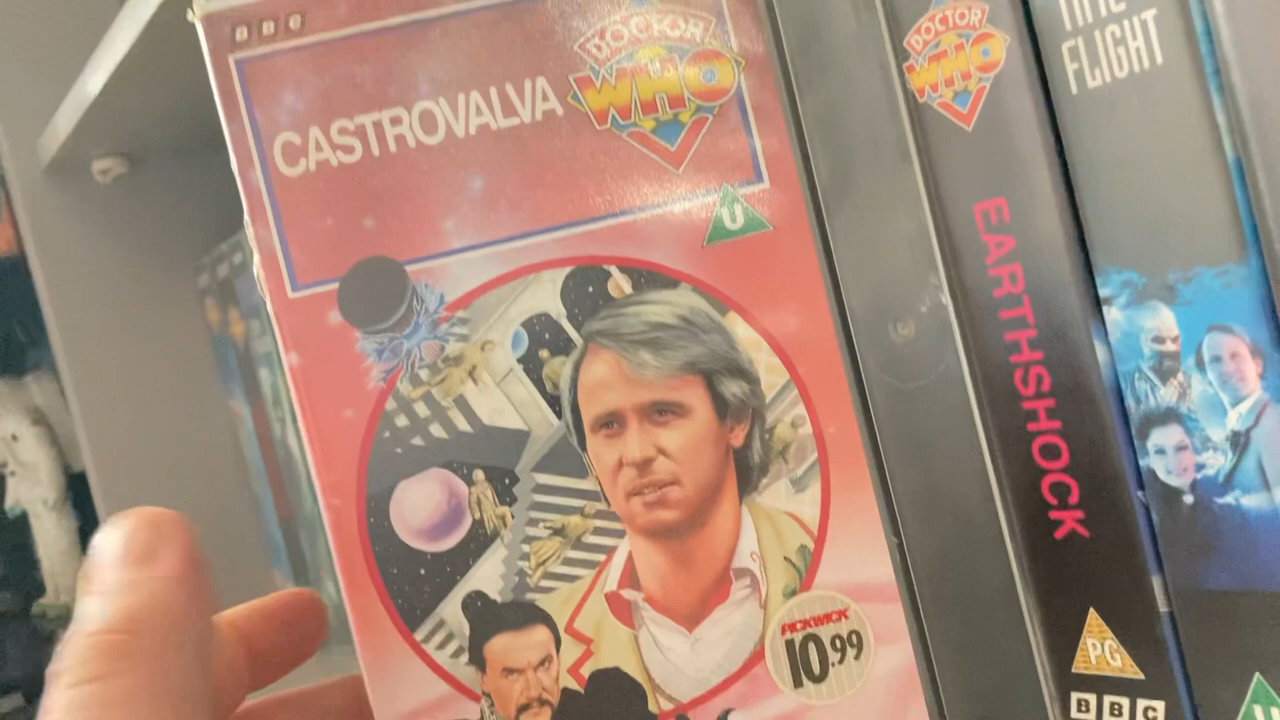 BBC
CASTROVALVA
DOCTOR
WHO
U
PICKWICK
10.99
DOCTOR
WHO
EARTHSHOCK
PG
BBC
FLIGHT
U